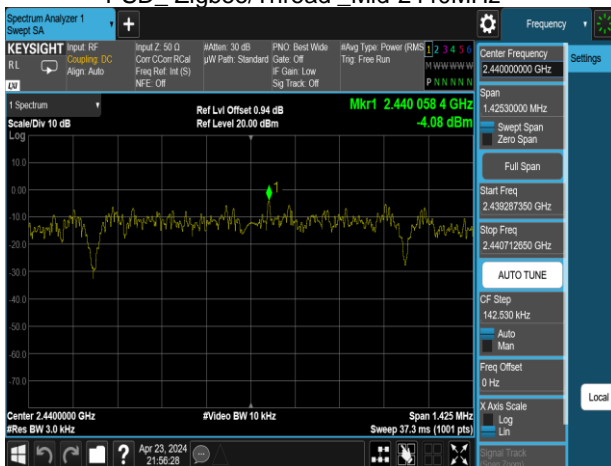 PSD_ Zigbee/Thread _Mid 2440MHz
Spectrum Analyzer 1
Swept SA
Frequency
KEYSIGHT
RL
Input: RF
Coupling: DC
Align: Auto
Input Z: 50 Ω
Corr CCorr RCal
Freq Ref: Int (S)
NFE: Off
#Atten: 30 dB
µW Path: Standard
PNO: Best Wide
Gate: Off
IF Gain: Low
Sig Track: Off
#Avg Type: Power (RMS
Trig: Free Run
1 2 3 4 5 6
M W W W W W
P N N N N N
1 Spectrum
Scale/Div 10 dB
Log
Ref Lvl Offset 0.94 dB
Ref Level 20.00 dBm
Mkr1 2.440 058 4 GHz
-4.08 dBm
1
10.0
0.00
-10.0
-20.0
-30.0
-40.0
-50.0
-60.0
-70.0
Center 2.4400000 GHz
#Res BW 3.0 kHz
#Video BW 10 kHz
Span 1.425 MHz
Sweep 37.3 ms (1001 pts)
Center Frequency
2.440000000 GHz
Settings
Span
1.42530000 MHz
Swept Span
Zero Span
Full Span
Start Freq
2.439287350 GHz
Stop Freq
2.440712650 GHz
AUTO TUNE
CF Step
142.530 kHz
Auto
Man
Freq Offset
0 Hz
X Axis Scale
Log
Lin
Local
Signal Track
Apr 23, 2024
21:56:28